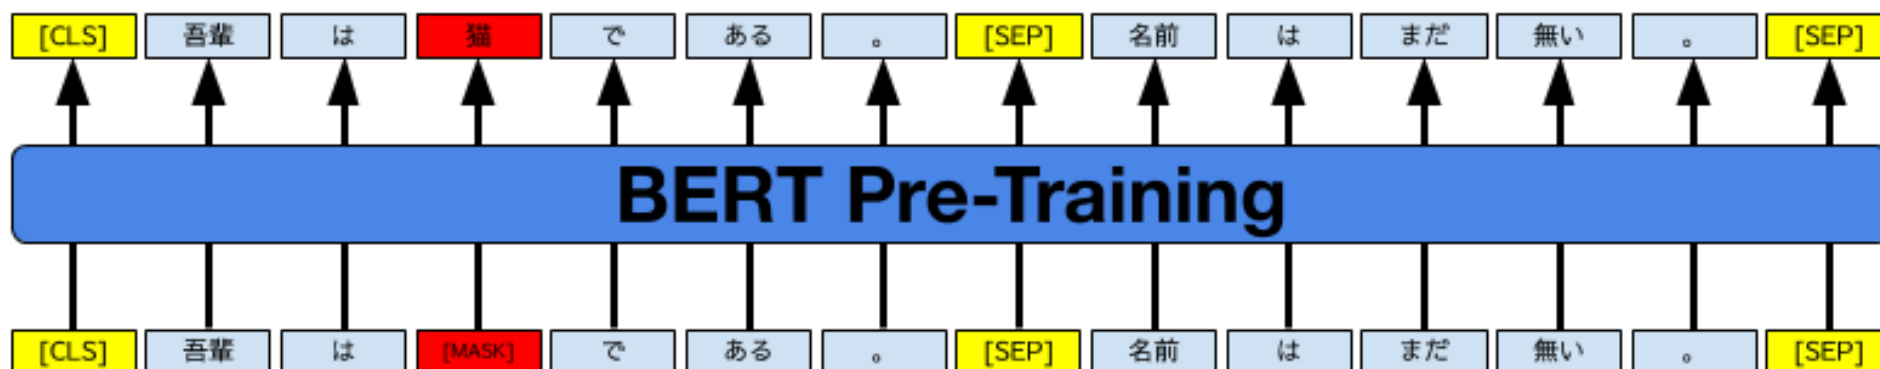 [CLS] 吾輩 は 猫 で ある 。 [SEP] 名前 は まだ 無い 。 [SEP]
BERT Pre-Training
[CLS] 吾輩 は [MASK] で ある 。 [SEP] 名前 は まだ 無い 。 [SEP]